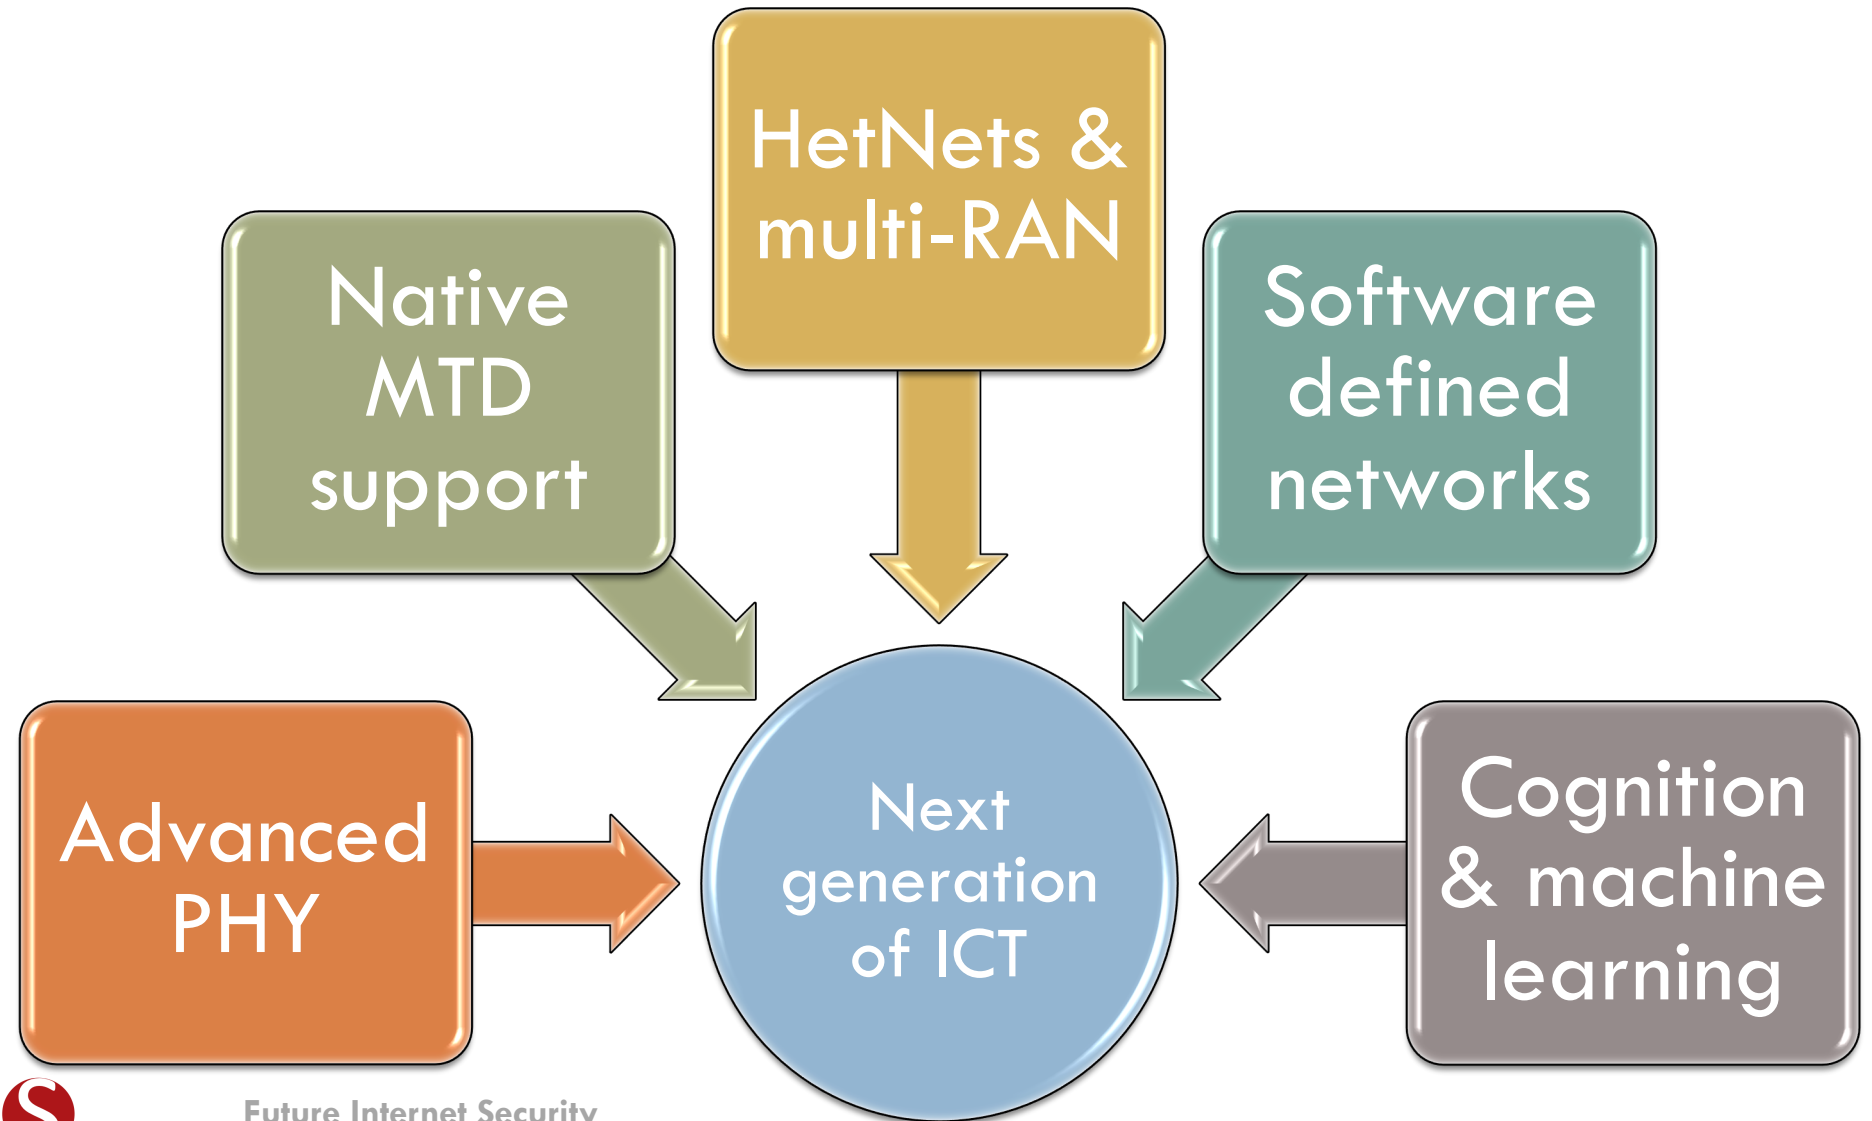 HetNets &
multi-RAN
Native
MTD
support
Software
defined
networks
Advanced
PHY
Next
generation
of ICT
Cognition
& machine
learning
S
Future Internet Security